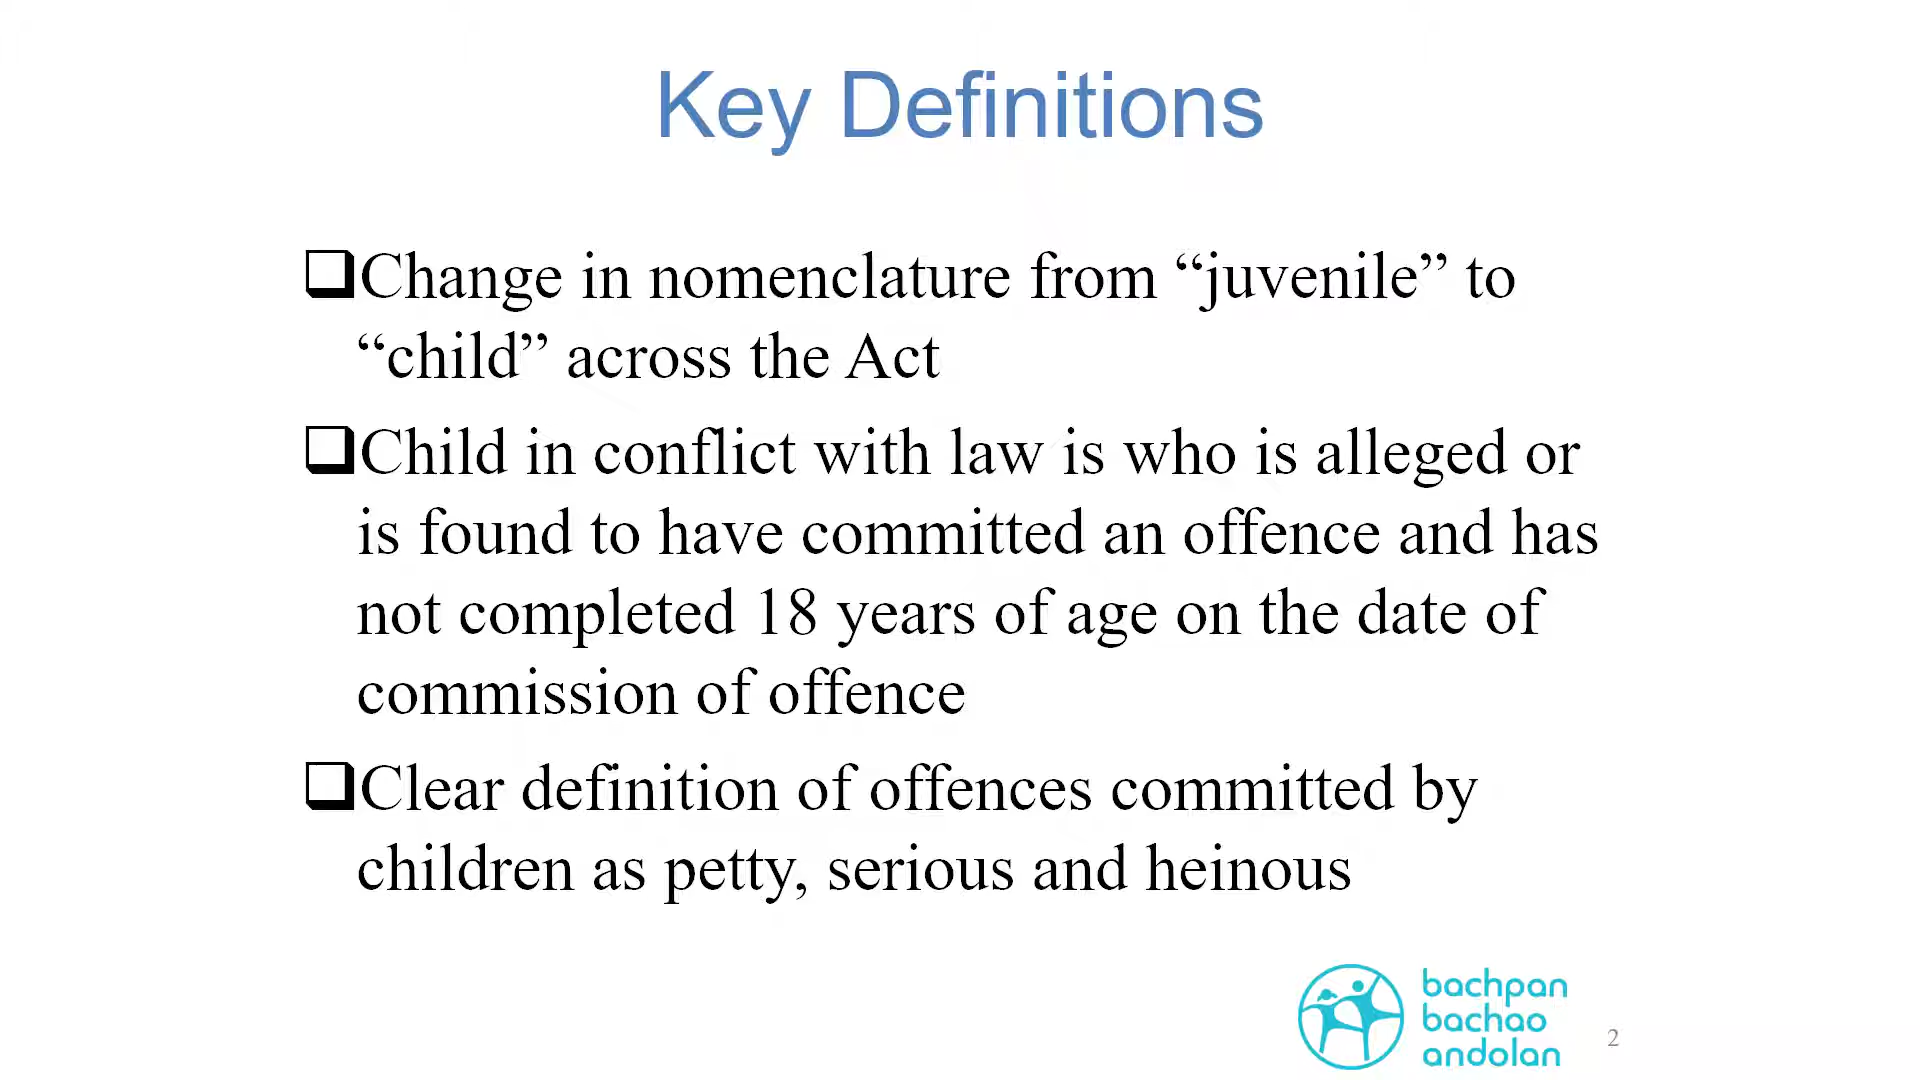 Key Definitions
❑Change in nomenclature from “juvenile” to
“child” across the Act
❑Child in conflict with law is who is alleged or
is found to have committed an offence and has
not completed 18 years of age on the date of
commission of offence
❑Clear definition of offences committed by
children as petty, serious and heinous
bachpan
bachao
andolan
2